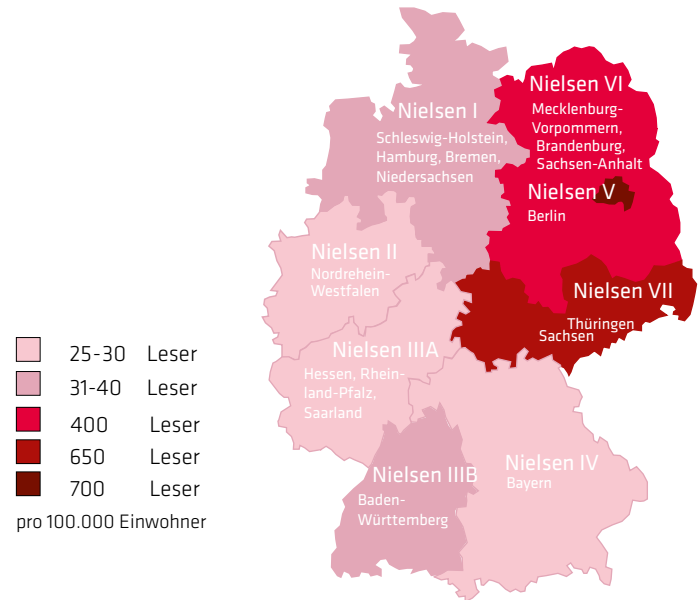 Nielsen VI
Mecklenburg-
Vorpommern,
Brandenburg,
Sachsen-Anhalt
Nielsen I
Schleswig-Holstein,
Hamburg, Bremen,
Niedersachsen
Nielsen V
Berlin
Nielsen II
Nordrehein-
Westfalen
Nielsen VII
Thüringen
Sachsen
Nielsen IIIA
Hessen, Rhein-
land-Pfalz,
Saarland
Nielsen IV
Bayern
Nielsen IIIB
Baden-
Württemberg
25-30 Leser
31-40 Leser
400 Leser
650 Leser
700 Leser
pro 100.000 Einwohner